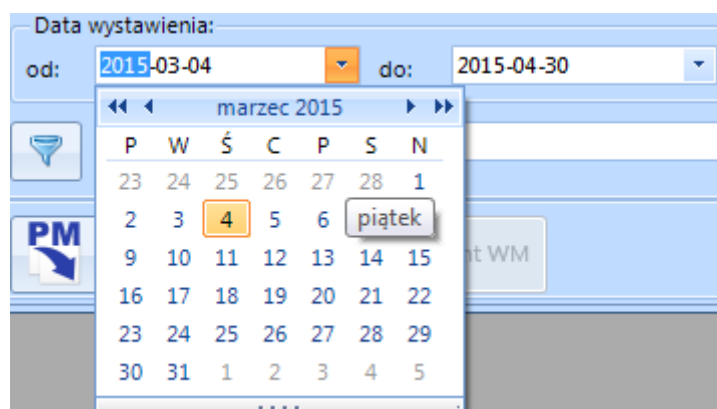 Data wystawienia:
od: 2015-03-04 do: 2015-04-30
marzec 2015
P W Ś C P S N
23 24 25 26 27 28 1
2 3 4 5 6 piątek
PM
9 10 11 12 13 14 15
nt WM
16 17 18 19 20 21 22
23 24 25 26 27 28 29
30 31 1 2 3 4 5